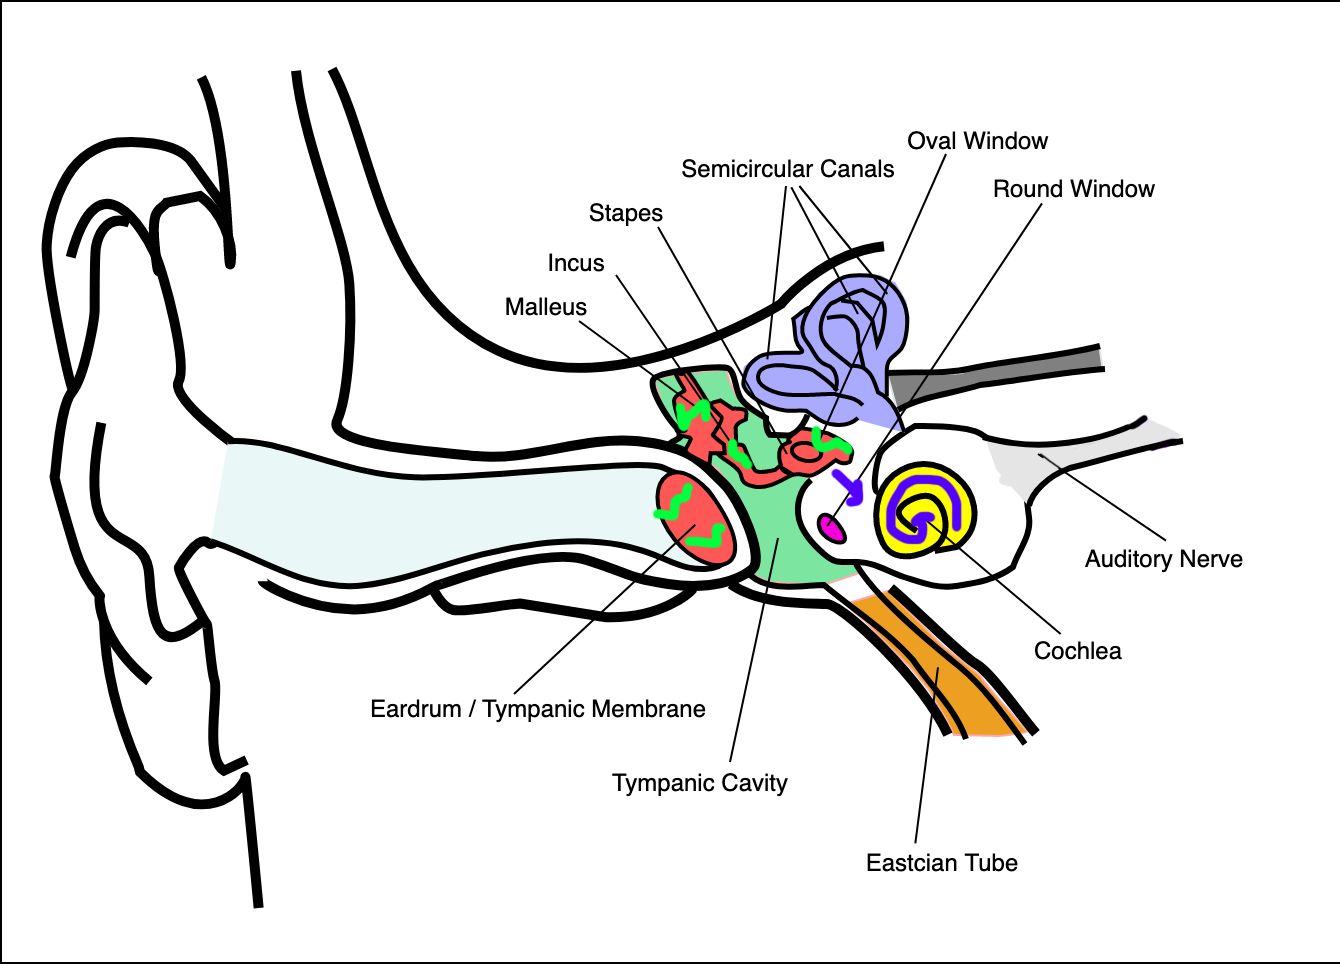 Oval Window
Semicircular Canals
Round Window
Stapes
Incus
Malleus
Auditory Nerve
Cochlea
Eardrum / Tympanic Membrane
Tympanic Cavity
Eastcian Tube